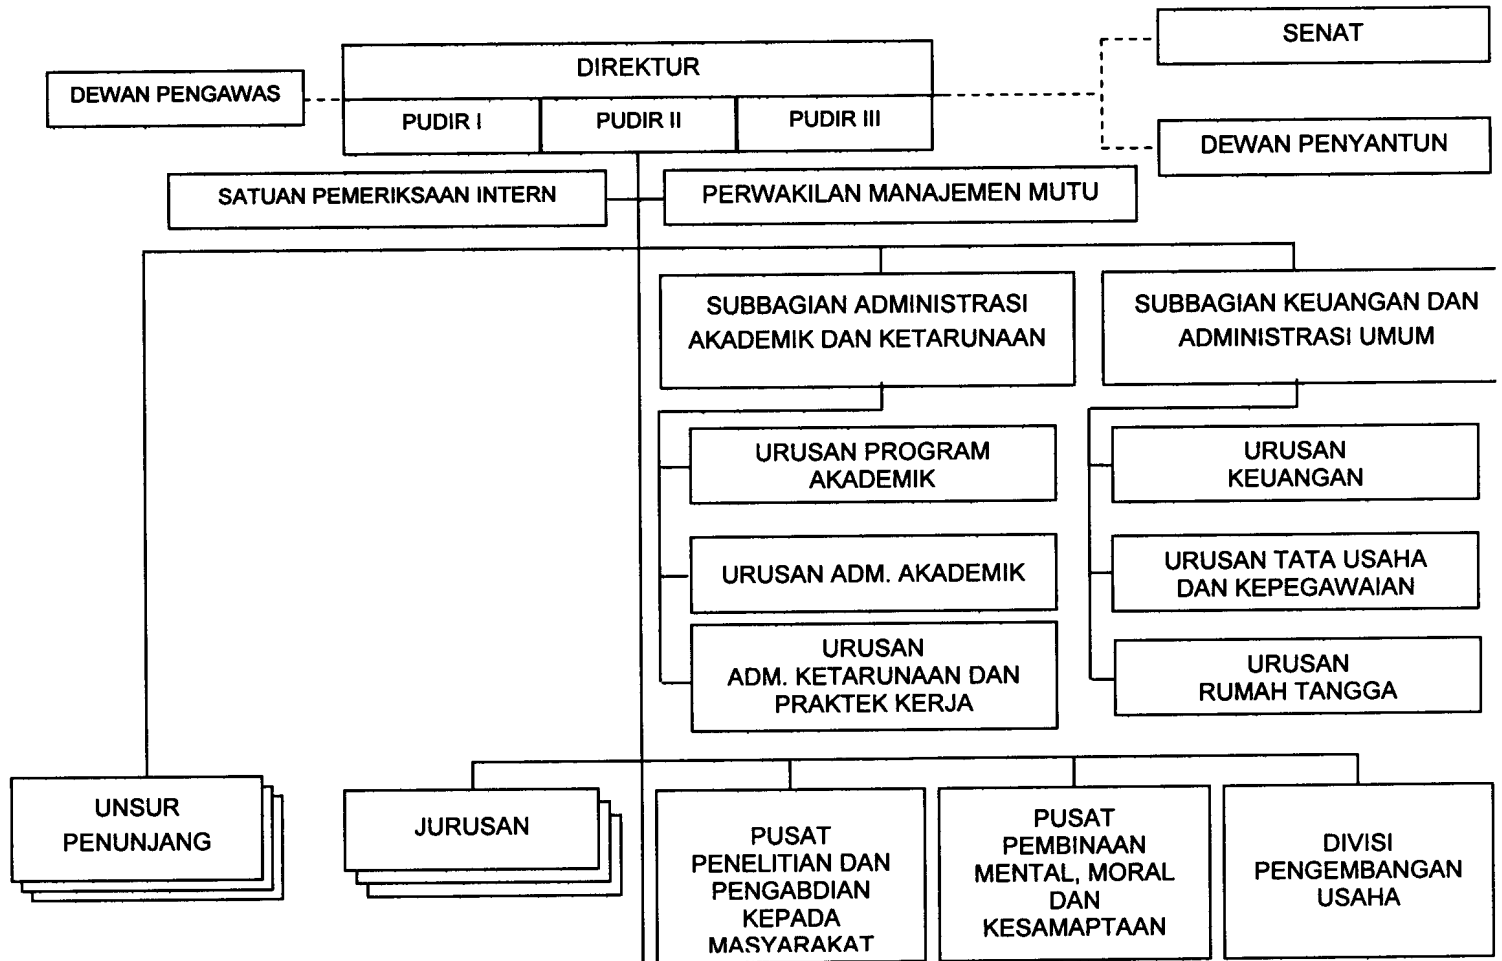 SENAT
DIREKTUR
DEWAN PENGAWAS
PUDIR I
PUDIR II
PUDIR III
DEWAN PENYANTUN
SATUAN PEMERIKSAAN INTERN
PERWAKILAN MANAJEMEN MUTU
SUBBAGIAN ADMINISTRASI
AKADEMIK DAN KETARUNAAN
SUBBAGIAN KEUANGAN DAN
ADMINISTRASI UMUM
URUSAN PROGRAM
AKADEMIK
URUSAN
KEUANGAN
URUSAN ADM. AKADEMIK
URUSAN TATA USAHA
DAN KEPEGAWAIAN
URUSAN
ADM. KETARUNAAN DAN
PRAKTEK KERJA
URUSAN
RUMAH TANGGA
UNSUR
PENUNJANG
JURUSAN
PUSAT
PENELITIAN DAN
PENGABDIAN
KEPADA
MASYARAKAT
PUSAT
PEMBINAAN
MENTAL, MORAL
DAN
KESAMAPTAAN
DIVISI
PENGEMBANGAN
USAHA